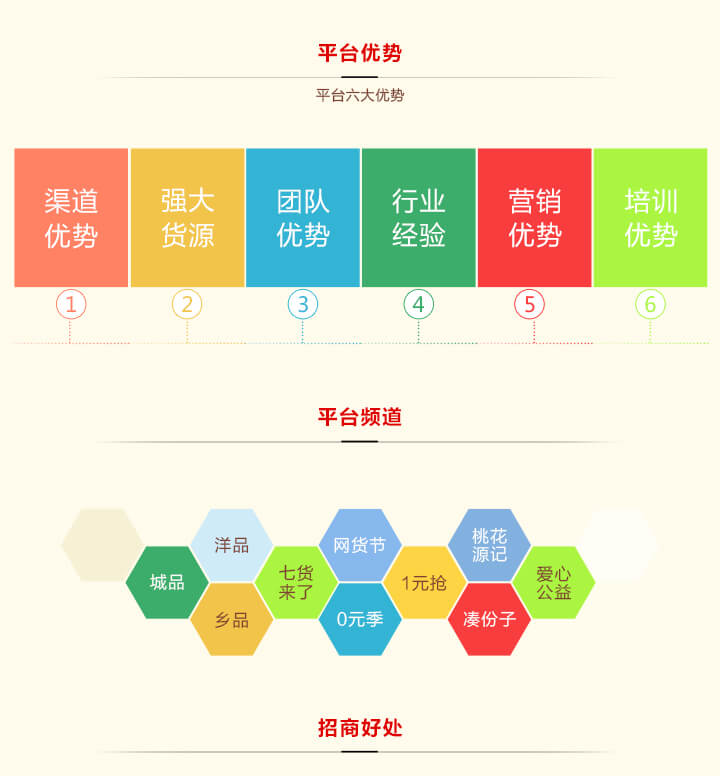 平台优势
平台六大优势
渠道
优势
强大
货源
团队
优势
行业
经验
营销
优势
培训
优势
1
2
3
4
5
6
平台频道
洋品
网货节
桃花
源记
城品
七货
来了
1元抢
爱心
公益
乡品
0元季
凑份子
招商好处